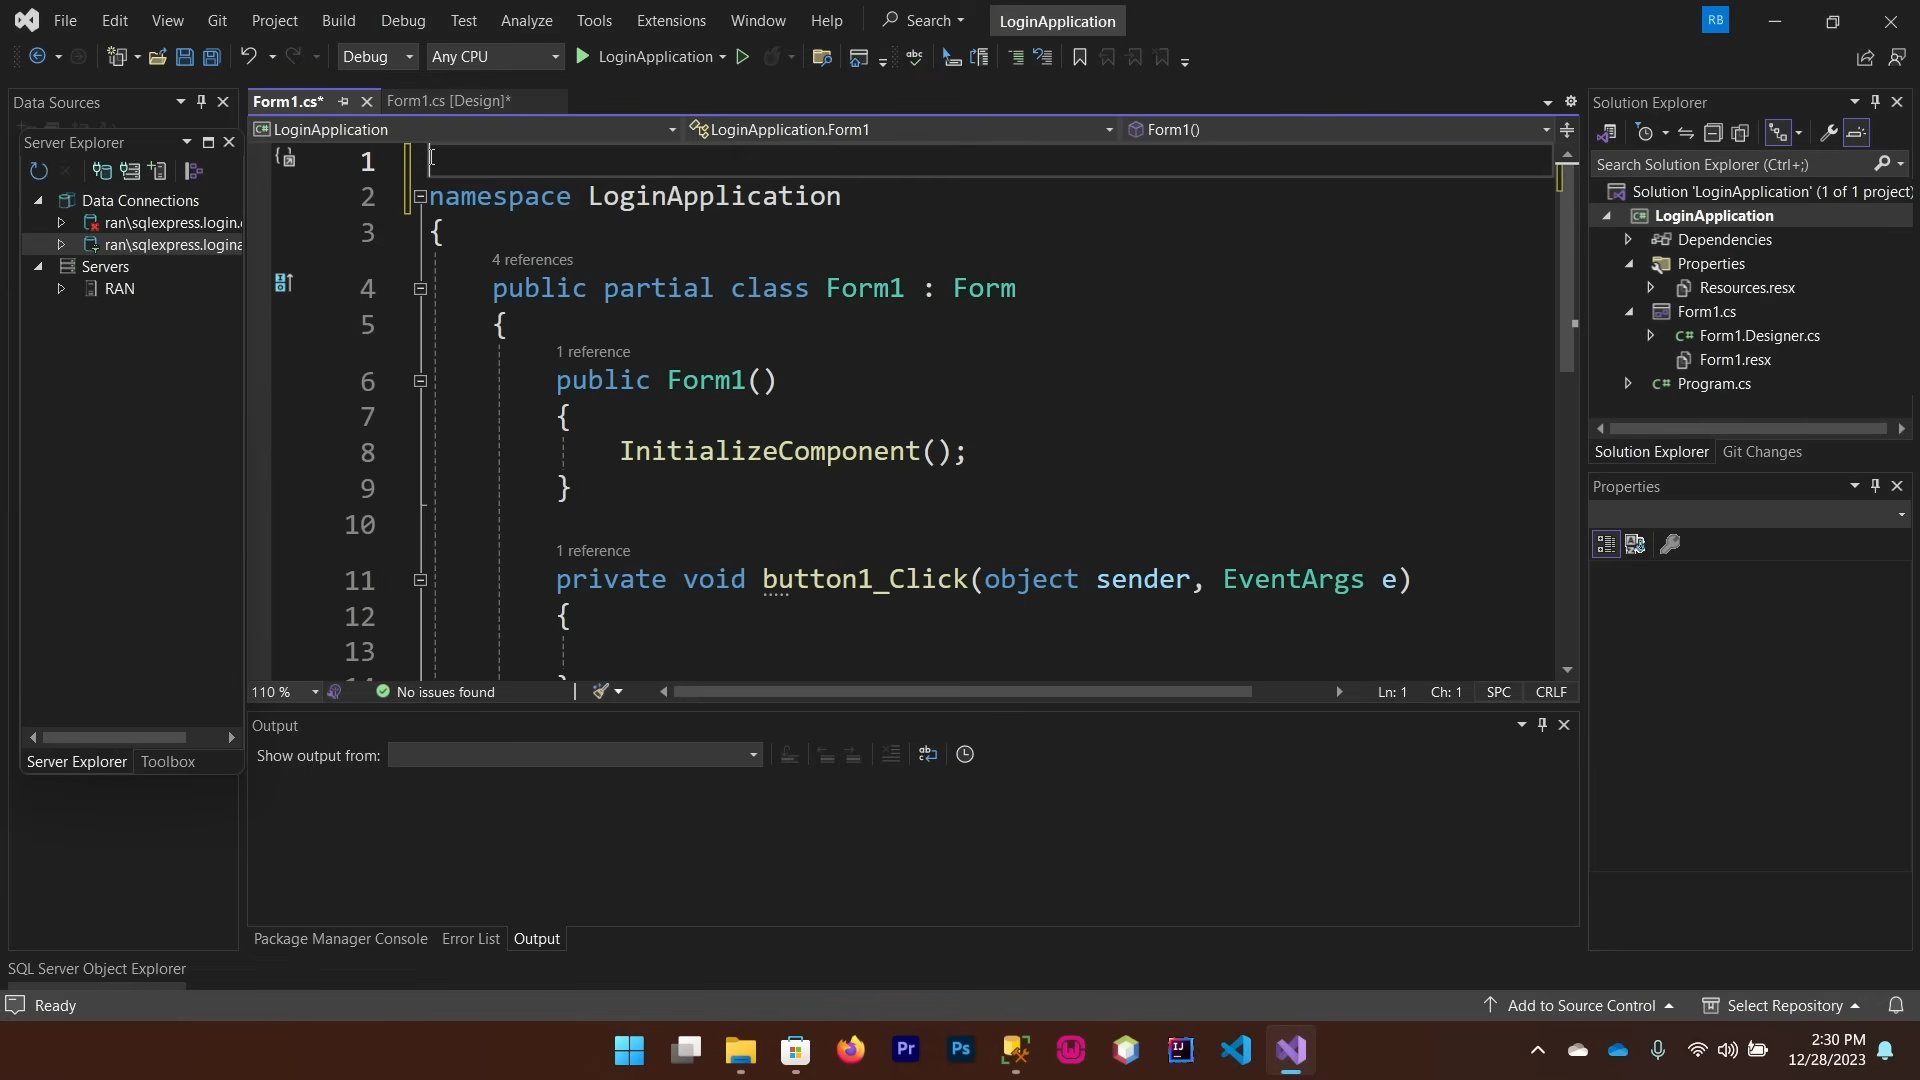 File Edit View Git Project Build Debug Test Analyze Tools Extensions Window Help Search LoginApplication RB
Debug Any CPU LoginApplication
Data Sources
Server Explorer
Data Connections
ran\sqlexpress.login.
ran\sqlexpress.logina
Servers
RAN
Server Explorer Toolbox
SQL Server Object Explorer
Form1.cs* Form1.cs [Design]*
LoginApplication LoginApplication.Form1 Form1()
1
2 namespace LoginApplication
3 {
4 references
4 public partial class Form1 : Form
5 {
1 reference
6 public Form1()
7 {
8 InitializeComponent();
9 }
10
1 reference
11 private void button1_Click(object sender, EventArgs e)
12 {
13
110 % No issues found Ln: 1 Ch: 1 SPC CRLF
Output
Show output from:
Package Manager Console Error List Output
Solution Explorer
Search Solution Explorer (Ctrl+;)
Solution 'LoginApplication' (1 of 1 project)
LoginApplication
Dependencies
Properties
Resources.resx
Form1.cs
C# Form1.Designer.cs
Form1.resx
C# Program.cs
Solution Explorer Git Changes
Properties
Ready Add to Source Control Select Repository
Pr Ps IJ
2:30 PM
12/28/2023